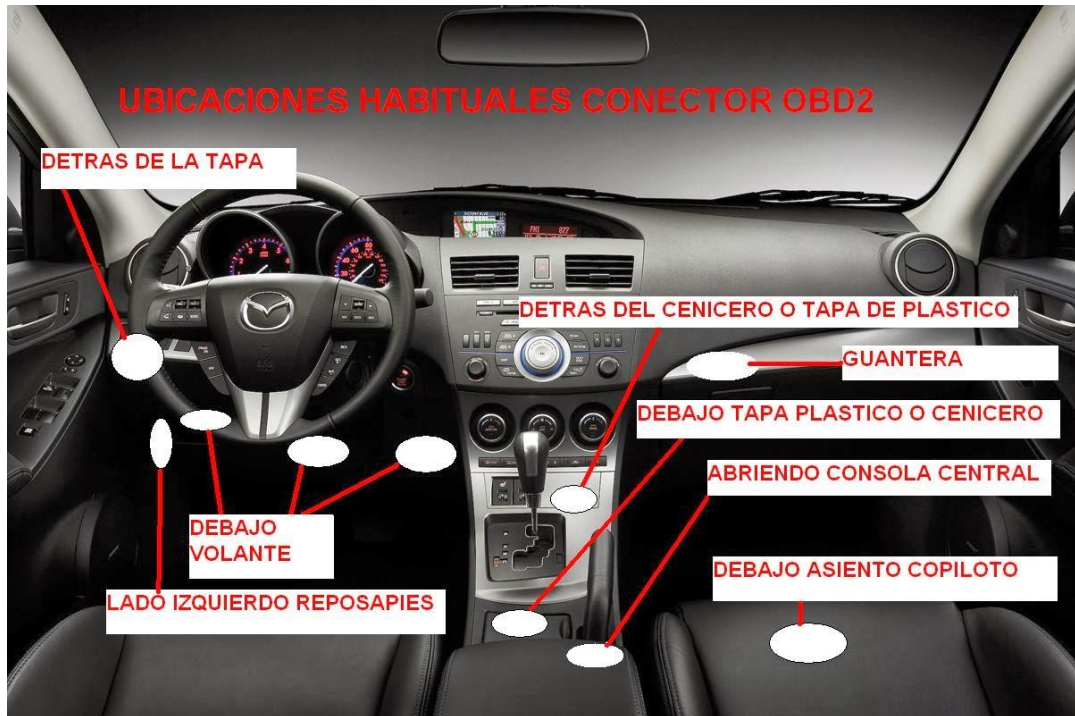 UBICACIONES HABITUALES CONECTOR OBD2
DETRAS DE LA TAPA
DETRAS DEL CENICERO O TAPA DE PLASTICO
GUANTERA
DEBAJO TAPA PLASTICO O CENICERO
ABRIENDO CONSOLA CENTRAL
DEBAJO
VOLANTE
DEBAJO ASIENTO COPILOTO
LADO IZQUIERDO REPOSAPIES